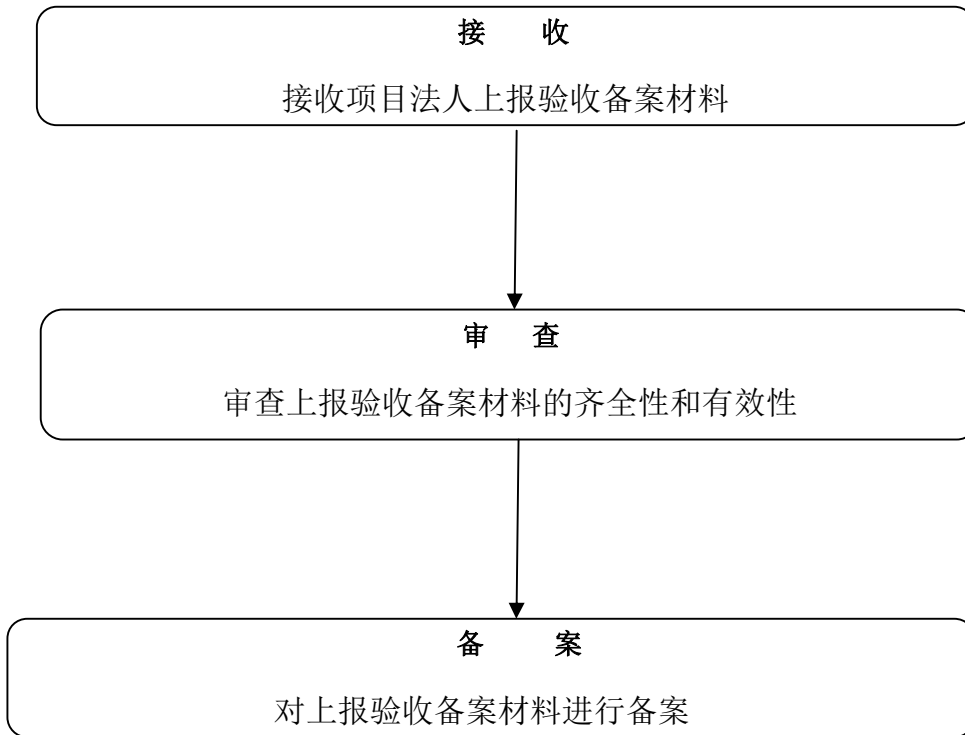 接 收
接收项目法人上报验收备案材料
审 查
审查上报验收备案材料的齐全性和有效性
备 案
对上报验收备案材料进行备案